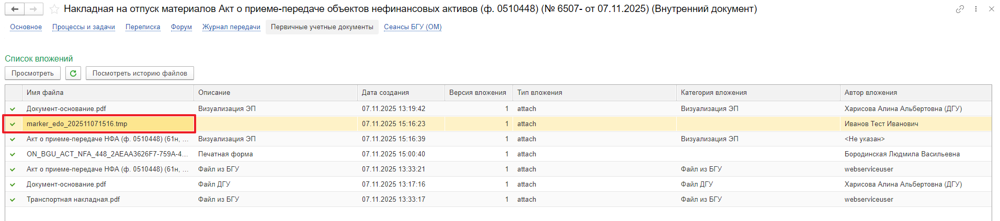 Накладная на отпуск материалов Акт о приеме-передаче объектов нефинансовых активов (ф. 0510448) (№ 6507- от 07.11.2025) (Внутренний документ)
Основное Процессы и задачи Переписка Форум Журнал передачи Первичные учетные документы Сеансы БГУ (ОМ)
Список вложений
Просмотреть Посмотреть историю файлов
Имя файла Описание Дата создания Версия вложения Тип вложения Категория вложения Автор вложения
Документ-основание.pdf Визуализация ЭП 07.11.2025 13:19:42 1 attach Визуализация ЭП Харисова Алина Альбертовна (ДГУ)
marker_edo_202511071516.tmp 07.11.2025 15:16:23 1 attach Иванов Тест Иванович
Акт о приеме-передаче НФА (ф. 0510448) (61н, ... Визуализация ЭП 07.11.2025 15:16:39 1 attach Визуализация ЭП <Не указан>
ON_BGU_ACT_NFA_448_2AEAA3626F7-759A-4... Печатная форма 07.11.2025 15:00:40 1 attach Бородинская Людмила Васильевна
Акт о приеме-передаче НФА (ф. 0510448) (61н, ... Файл из БГУ 07.11.2025 13:33:21 1 attach Файл из БГУ webserviceuser
Документ-основание.pdf Файл ДГУ 07.11.2025 13:17:16 1 attach Файл ДГУ Харисова Алина Альбертовна (ДГУ)
Транспортная накладная.pdf Файл из БГУ 07.11.2025 13:33:17 1 attach Файл из БГУ webserviceuser